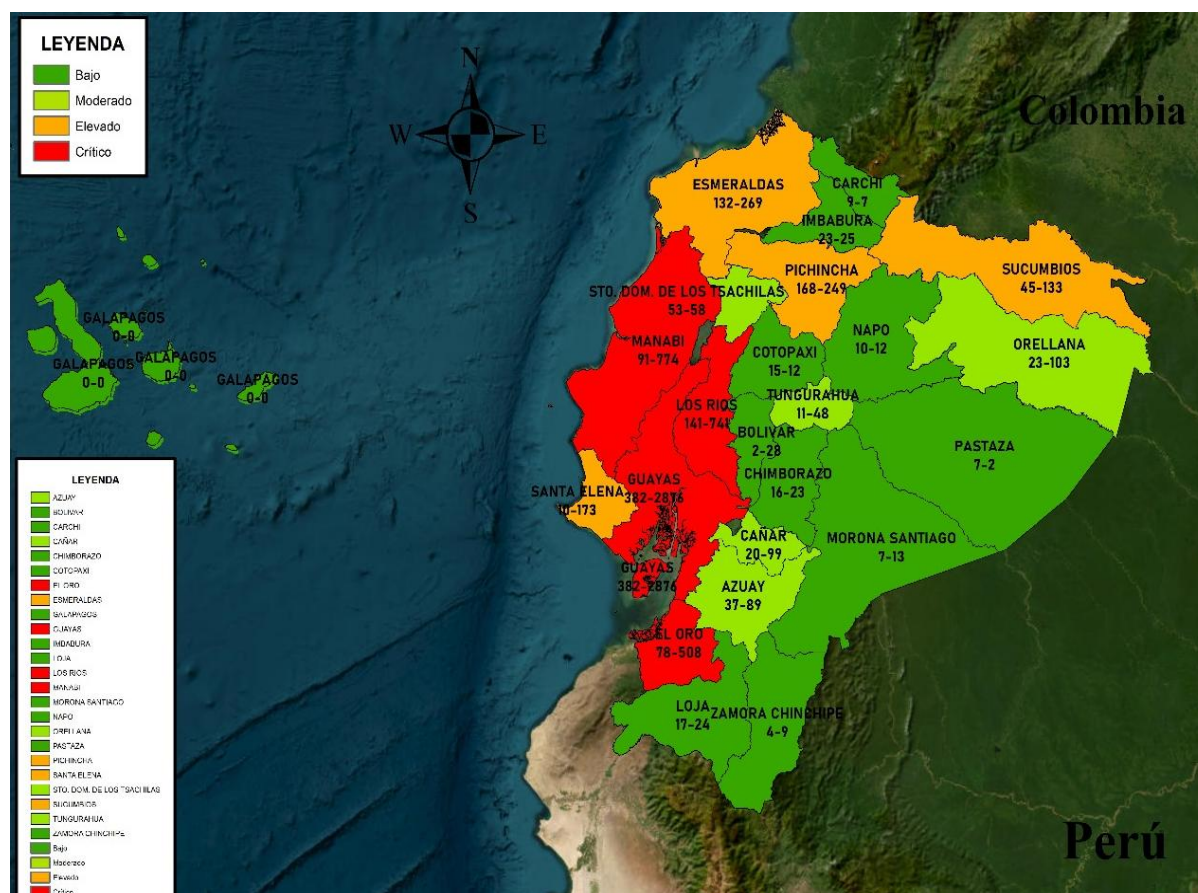 LEYENDA
Bajo
Moderado
Elevado
Crítico
N
W
E
S
Colombia
Perú
ESMERALDAS
132-269
CARCHI
9-7
IMBABURA
23-25
PICHINCHA
168-249
SUCUMBIOS
45-133
STO. DOM. DE LOS TSACHILAS
53-58
NAPO
10-12
ORELLANA
23-103
MANABI
91-774
COTOPAXI
15-12
TUNGURAHUA
11-48
LOS RIOS
141-741
BOLIVAR
2-28
PASTAZA
7-2
CHIMBORAZO
16-23
GUAYAS
382-2876
SANTA ELENA
10-173
MORONA SANTIAGO
7-13
CAÑAR
20-99
GUAYAS
382-2876
AZUAY
37-89
EL ORO
78-508
LOJA
17-24
ZAMORA CHINCHIPE
4-9
GALAPAGOS
0-0
GALAPAGOS
0-0
GALAPAGOS
0-0
GALAPAGOS
0-0
LEYENDA
AZUAY
BOLIVAR
CARCHI
CAÑAR
CHIMBORAZO
COTOPAXI
EL ORO
ESMERALDAS
GALAPAGOS
GUAYAS
IMBABURA
LOJA
LOS RIOS
MANABI
MORONA SANTIAGO
NAPO
ORELLANA
PASTAZA
PICHINCHA
SANTA ELENA
STO. DOM. DE LOS TSACHILAS
SUCUMBIOS
TUNGURAHUA
ZAMORA CHINCHIPE
Bajo
Moderado
Elevado
Crítico